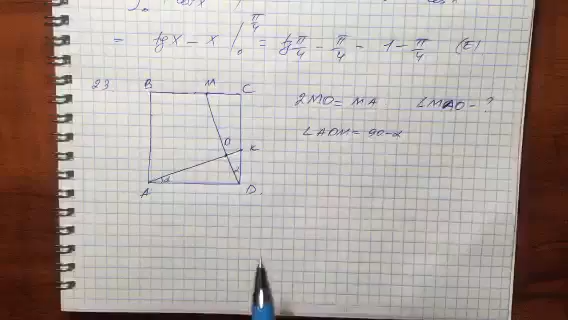 = tgx - x |₀^π/4 = tg π/4 - π/4 = 1 - π/4 (E)
23.
B M C
2MO = MA ∠MAO - ?
∠AOM = 90-α
O K
A α α D